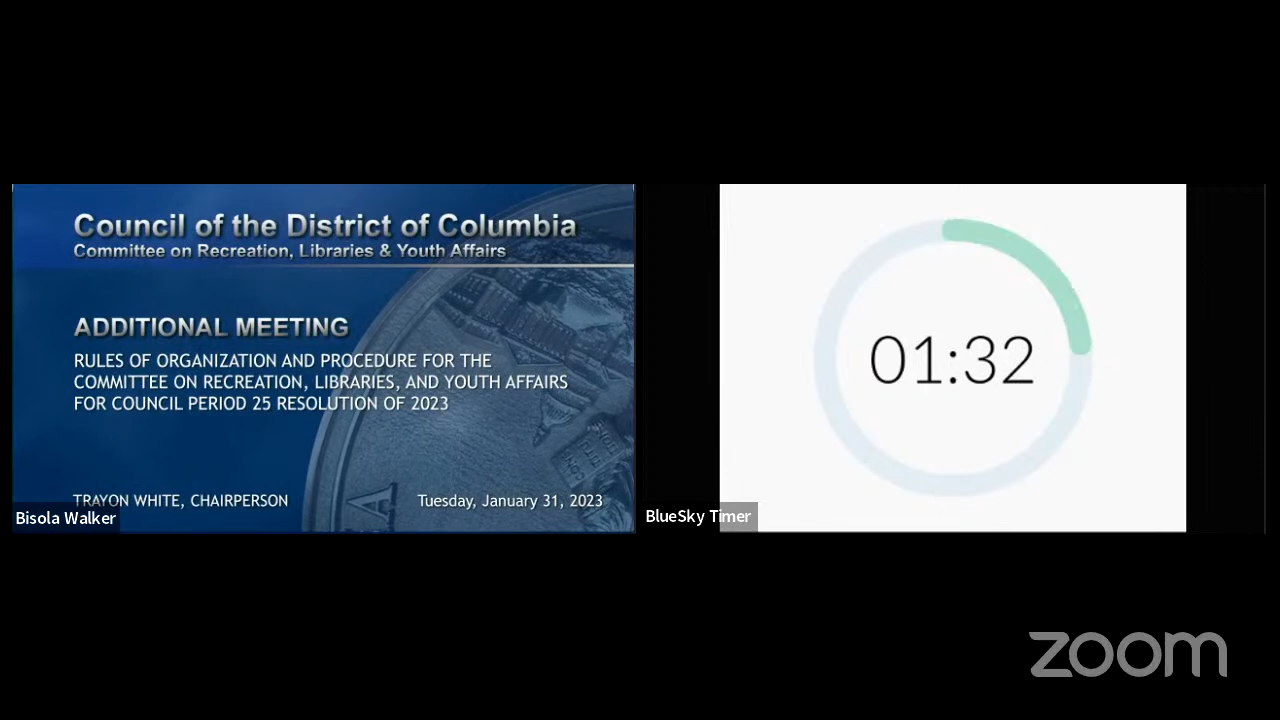 Council of the District of Columbia
Committee on Recreation, Libraries & Youth Affairs
ADDITIONAL MEETING
RULES OF ORGANIZATION AND PROCEDURE FOR THE
COMMITTEE ON RECREATION, LIBRARIES, AND YOUTH AFFAIRS
FOR COUNCIL PERIOD 25 RESOLUTION OF 2023
TRAYON WHITE, CHAIRPERSON
Tuesday, January 31, 2023
Bisola Walker
01:32
BlueSky Timer
zoom